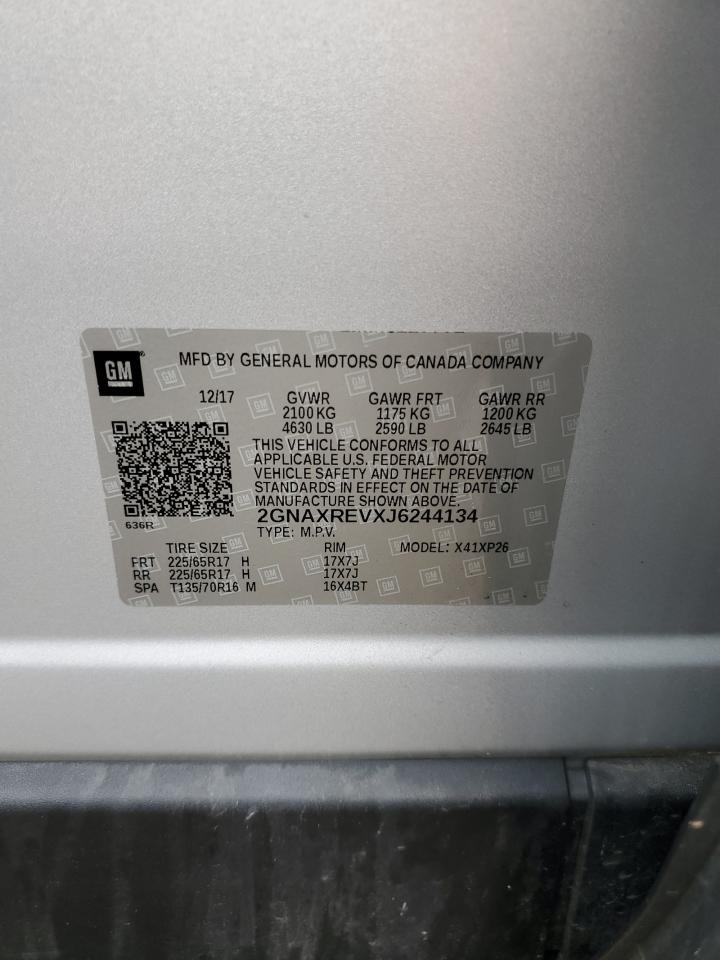 GM
MFD BY GENERAL MOTORS OF CANADA COMPANY
12/17 GVWR GAWR FRT GAWR RR
2100 KG 1175 KG 1200 KG
4630 LB 2590 LB 2645 LB
THIS VEHICLE CONFORMS TO ALL
APPLICABLE U.S. FEDERAL MOTOR
VEHICLE SAFETY AND THEFT PREVENTION
STANDARDS IN EFFECT ON THE DATE OF
MANUFACTURE SHOWN ABOVE.
636R 2GNAXREVXJ6244134
TYPE: M.P.V.
TIRE SIZE RIM MODEL: X41XP26
FRT 225/65R17 H 17X7J
RR 225/65R17 H 17X7J
SPA T135/70R16 M 16X4BT